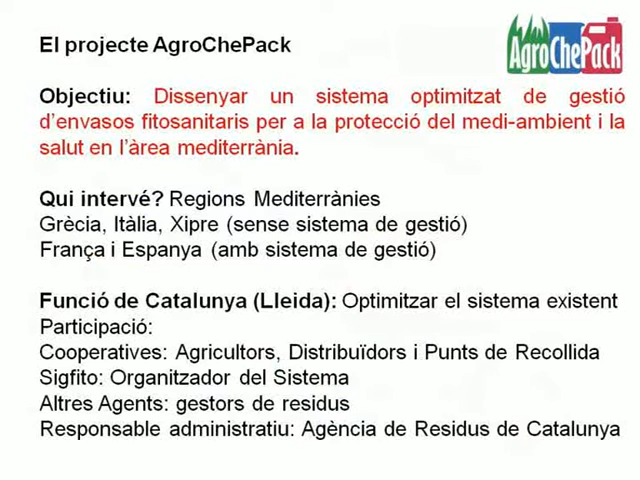 El projecte AgroChePack
AgroChePack
Objectiu: Dissenyar un sistema optimitzat de gestió
d'envasos fitosanitaris per a la protecció del medi-ambient i la
salut en l'àrea mediterrània.
Qui intervé? Regions Mediterrànies
Grècia, Itàlia, Xipre (sense sistema de gestió)
França i Espanya (amb sistema de gestió)
Funció de Catalunya (Lleida): Optimitzar el sistema existent
Participació:
Cooperatives: Agricultors, Distribuïdors i Punts de Recollida
Sigfito: Organitzador del Sistema
Altres Agents: gestors de residus
Responsable administratiu: Agència de Residus de Catalunya